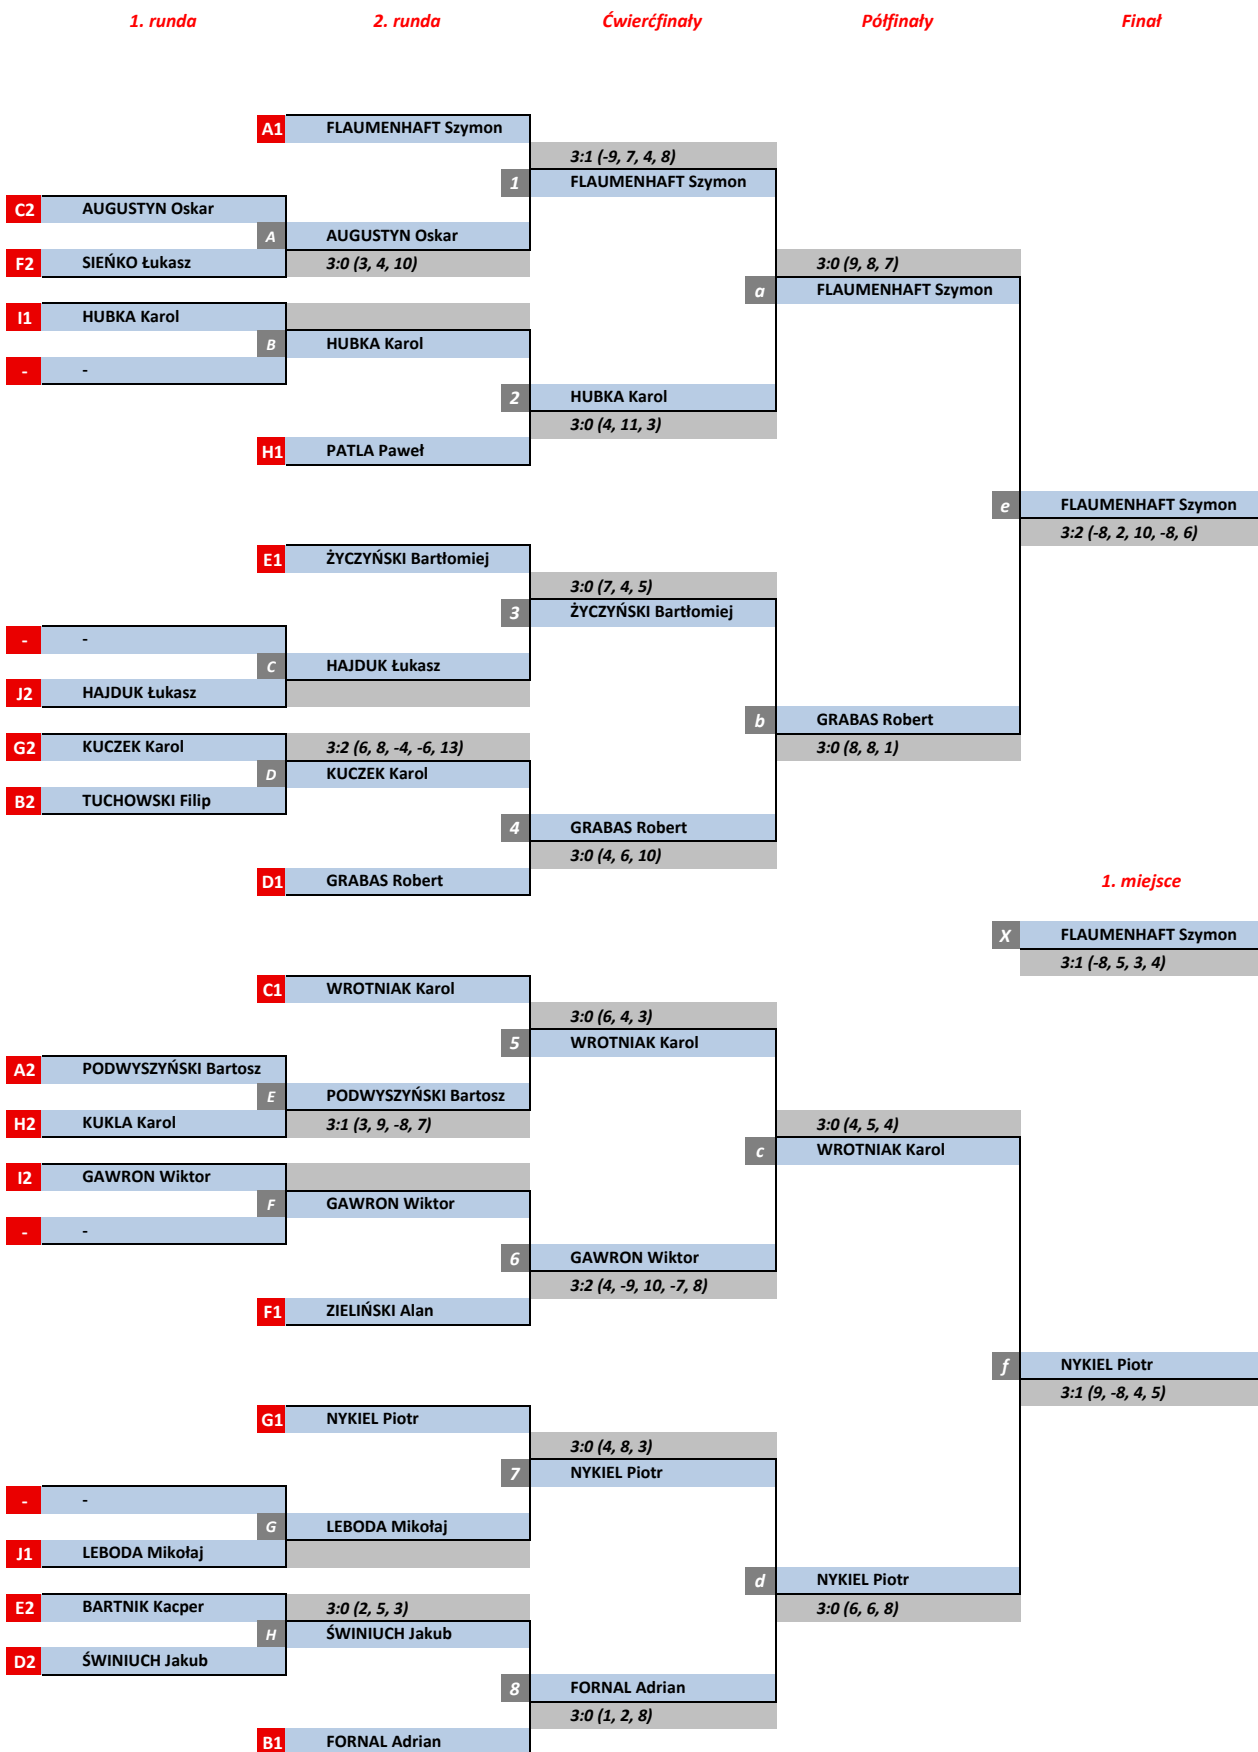 1. runda 2. runda Ćwierćfinały Półfinały Finał
A1 FLAUMENHAFT Szymon
3:1 (-9, 7, 4, 8)
1 FLAUMENHAFT Szymon
C2 AUGUSTYN Oskar
A AUGUSTYN Oskar
F2 SIEŃKO Łukasz 3:0 (3, 4, 10) 3:0 (9, 8, 7)
a FLAUMENHAFT Szymon
I1 HUBKA Karol
B HUBKA Karol
- -
2 HUBKA Karol
3:0 (4, 11, 3)
H1 PATLA Paweł
e FLAUMENHAFT Szymon
3:2 (-8, 2, 10, -8, 6)
E1 ŻYCZYŃSKI Bartłomiej
3:0 (7, 4, 5)
3 ŻYCZYŃSKI Bartłomiej
- -
C HAJDUK Łukasz
J2 HAJDUK Łukasz
b GRABAS Robert
G2 KUCZEK Karol 3:2 (6, 8, -4, -6, 13) 3:0 (8, 8, 1)
D KUCZEK Karol
B2 TUCHOWSKI Filip
4 GRABAS Robert
3:0 (4, 6, 10)
D1 GRABAS Robert 1. miejsce
X FLAUMENHAFT Szymon
3:1 (-8, 5, 3, 4)
C1 WROTNIAK Karol
3:0 (6, 4, 3)
5 WROTNIAK Karol
A2 PODWYSZYŃSKI Bartosz
E PODWYSZYŃSKI Bartosz
H2 KUKLA Karol 3:1 (3, 9, -8, 7) 3:0 (4, 5, 4)
c WROTNIAK Karol
I2 GAWRON Wiktor
F GAWRON Wiktor
- -
6 GAWRON Wiktor
3:2 (4, -9, 10, -7, 8)
F1 ZIELIŃSKI Alan
f NYKIEL Piotr
3:1 (9, -8, 4, 5)
G1 NYKIEL Piotr
3:0 (4, 8, 3)
7 NYKIEL Piotr
- -
G LEBODA Mikołaj
J1 LEBODA Mikołaj
d NYKIEL Piotr
E2 BARTNIK Kacper 3:0 (2, 5, 3) 3:0 (6, 6, 8)
H ŚWINIUCH Jakub
D2 ŚWINIUCH Jakub
8 FORNAL Adrian
3:0 (1, 2, 8)
B1 FORNAL Adrian